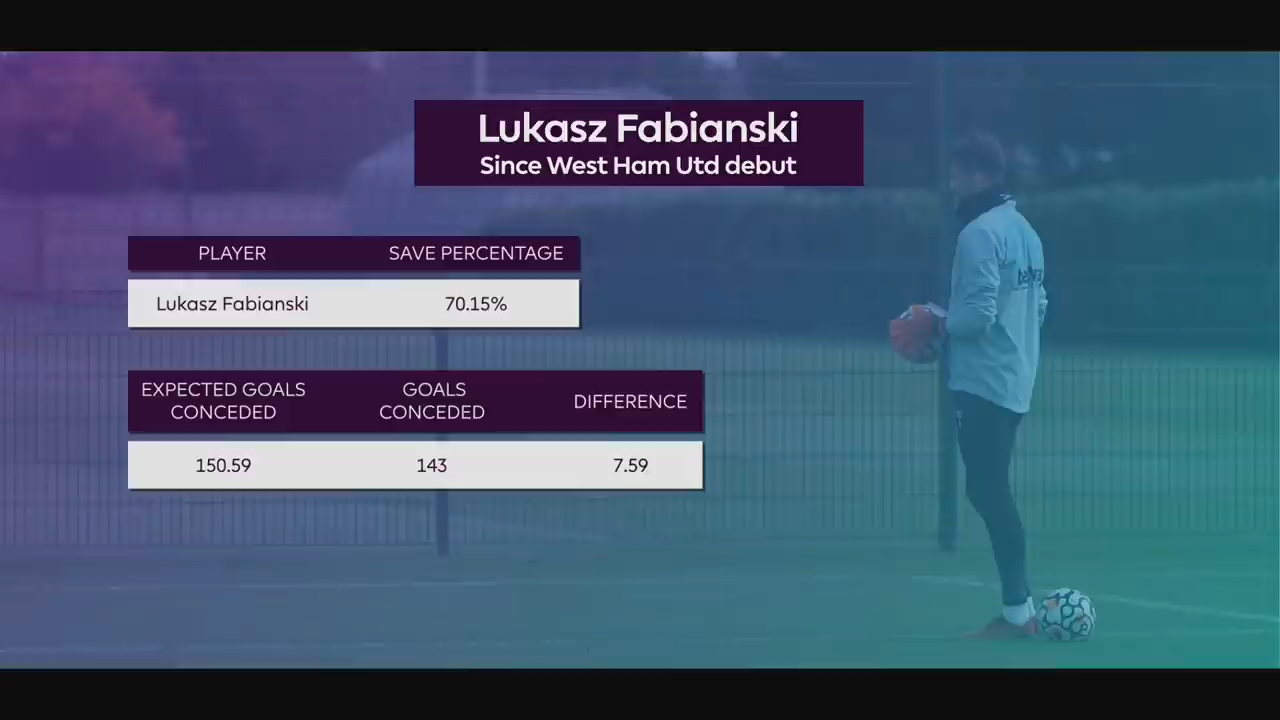 Lukasz Fabianski
Since West Ham Utd debut
PLAYER SAVE PERCENTAGE
Lukasz Fabianski 70.15%
EXPECTED GOALS CONCEDED GOALS CONCEDED DIFFERENCE
150.59 143 7.59